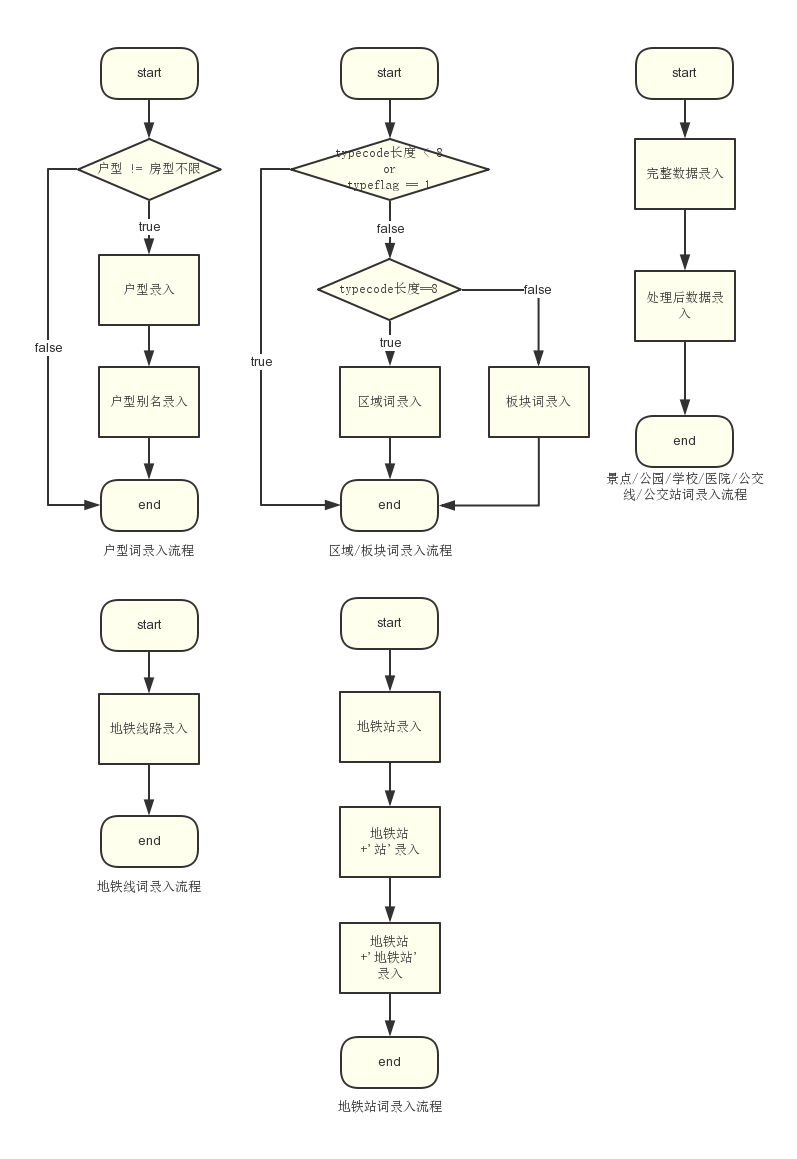 start
户型 != 房型不限
true
户型录入
false
户型别名录入
end
户型词录入流程
start
typecode长度 < 8
or
typeflag == 1
false
typecode长度==8
false
true
true
区域词录入
板块词录入
end
区域/板块词录入流程
start
完整数据录入
处理后数据录
入
end
景点/公园/学校/医院/公交
线/公交站词录入流程
start
地铁线路录入
end
地铁线词录入流程
start
地铁站录入
地铁站
+'站'录入
地铁站
+'地铁站'
录入
end
地铁站词录入流程